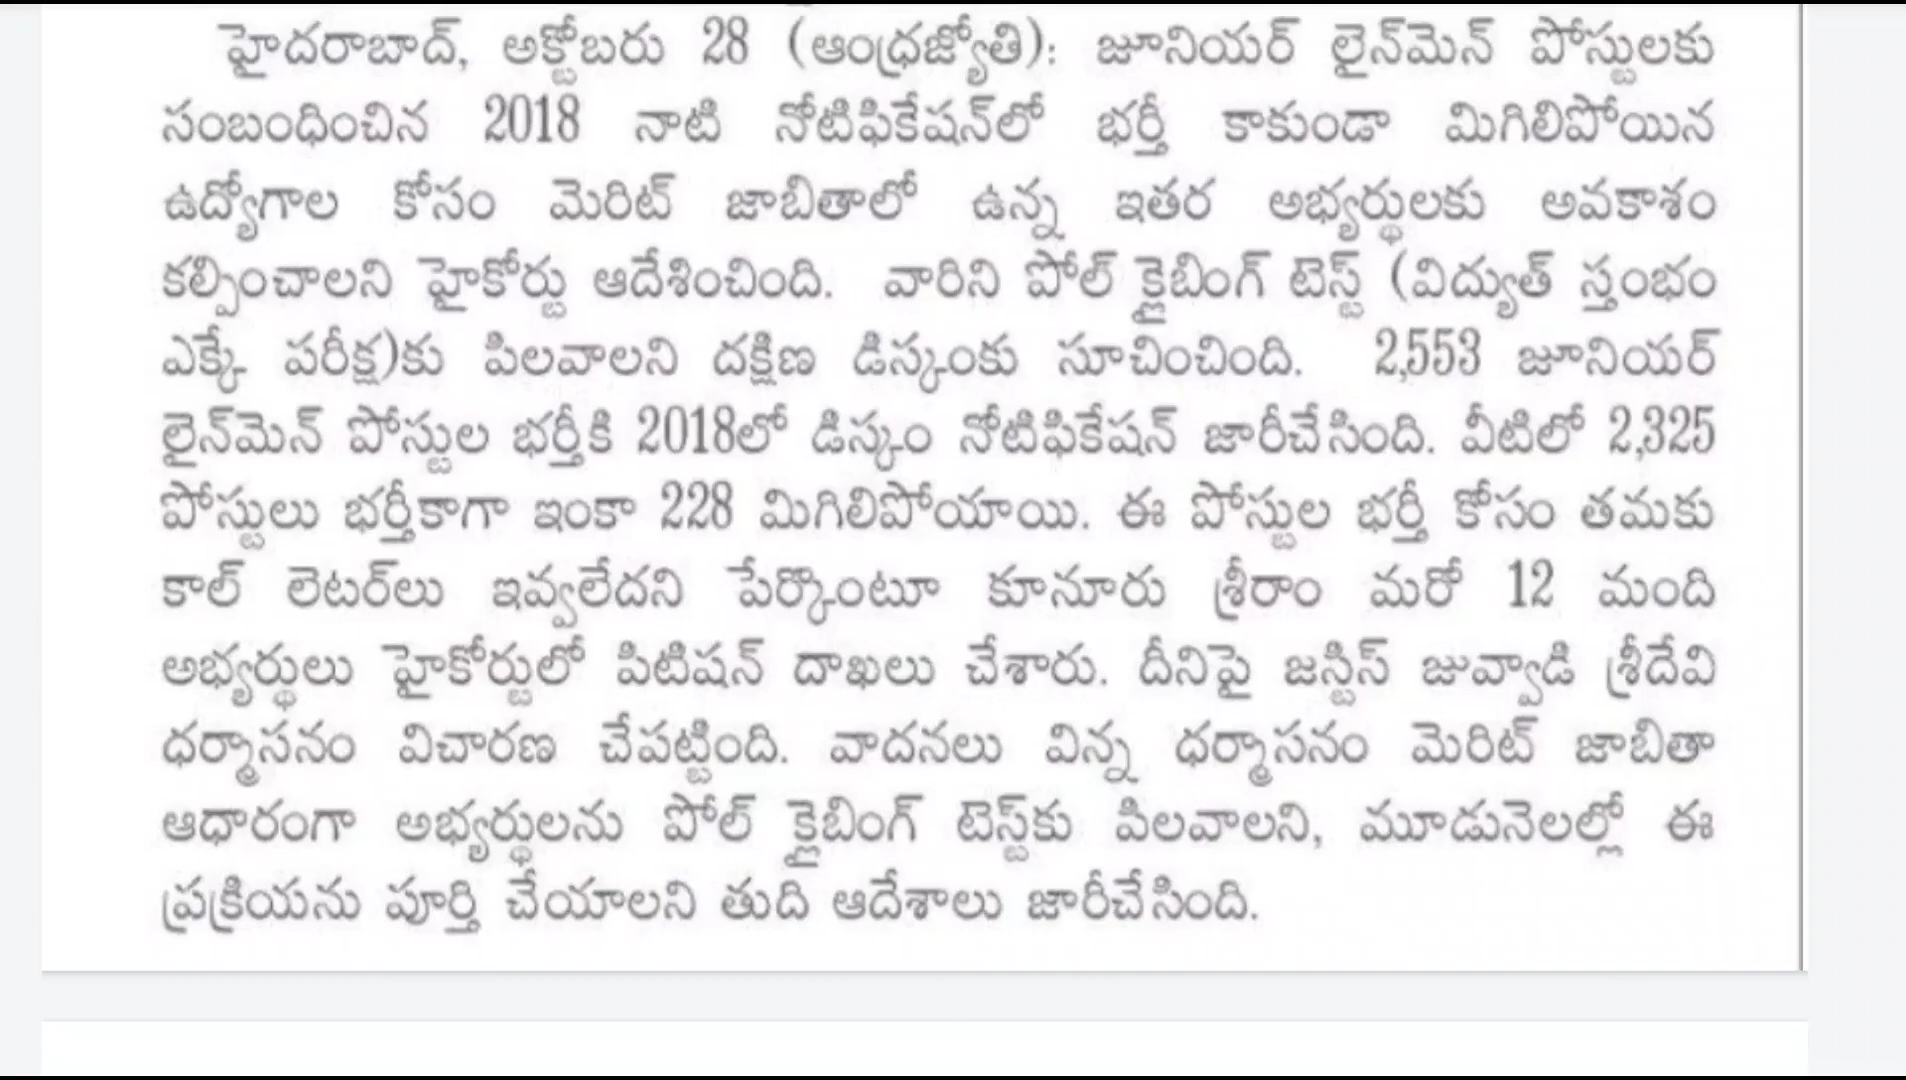 హైదరాబాద్, అక్టోబరు 28 (ఆంధ్రజ్యోతి): జూనియర్ లైన్‌మెన్ పోస్టులకు
సంబంధించిన 2018 నాటి నోటిఫికేషన్‌లో భర్తీ కాకుండా మిగిలిపోయిన
ఉద్యోగాల కోసం మెరిట్ జాబితాలో ఉన్న ఇతర అభ్యర్థులకు అవకాశం
కల్పించాలని హైకోర్టు ఆదేశించింది. వారిని పోల్ క్లైబింగ్ టెస్ట్ (విద్యుత్ స్తంభం
ఎక్కే పరీక్ష)కు పిలవాలని దక్షిణ డిస్కంకు సూచించింది. 2,553 జూనియర్
లైన్‌మెన్ పోస్టుల భర్తీకి 2018లో డిస్కం నోటిఫికేషన్ జారీచేసింది. వీటిలో 2,325
పోస్టులు భర్తీకాగా ఇంకా 228 మిగిలిపోయాయి. ఈ పోస్టుల భర్తీ కోసం తమకు
కాల్ లెటర్‌లు ఇవ్వలేదని పేర్కొంటూ కూనూరు శ్రీరాం మరో 12 మంది
అభ్యర్థులు హైకోర్టులో పిటిషన్ దాఖలు చేశారు. దీనిపై జస్టిస్ జువ్వాడి శ్రీదేవి
ధర్మాసనం విచారణ చేపట్టింది. వాదనలు విన్న ధర్మాసనం మెరిట్ జాబితా
ఆధారంగా అభ్యర్థులను పోల్ క్లైబింగ్ టెస్ట్‌కు పిలవాలని, మూడునెలల్లో ఈ
ప్రక్రియను పూర్తి చేయాలని తుది ఆదేశాలు జారీచేసింది.